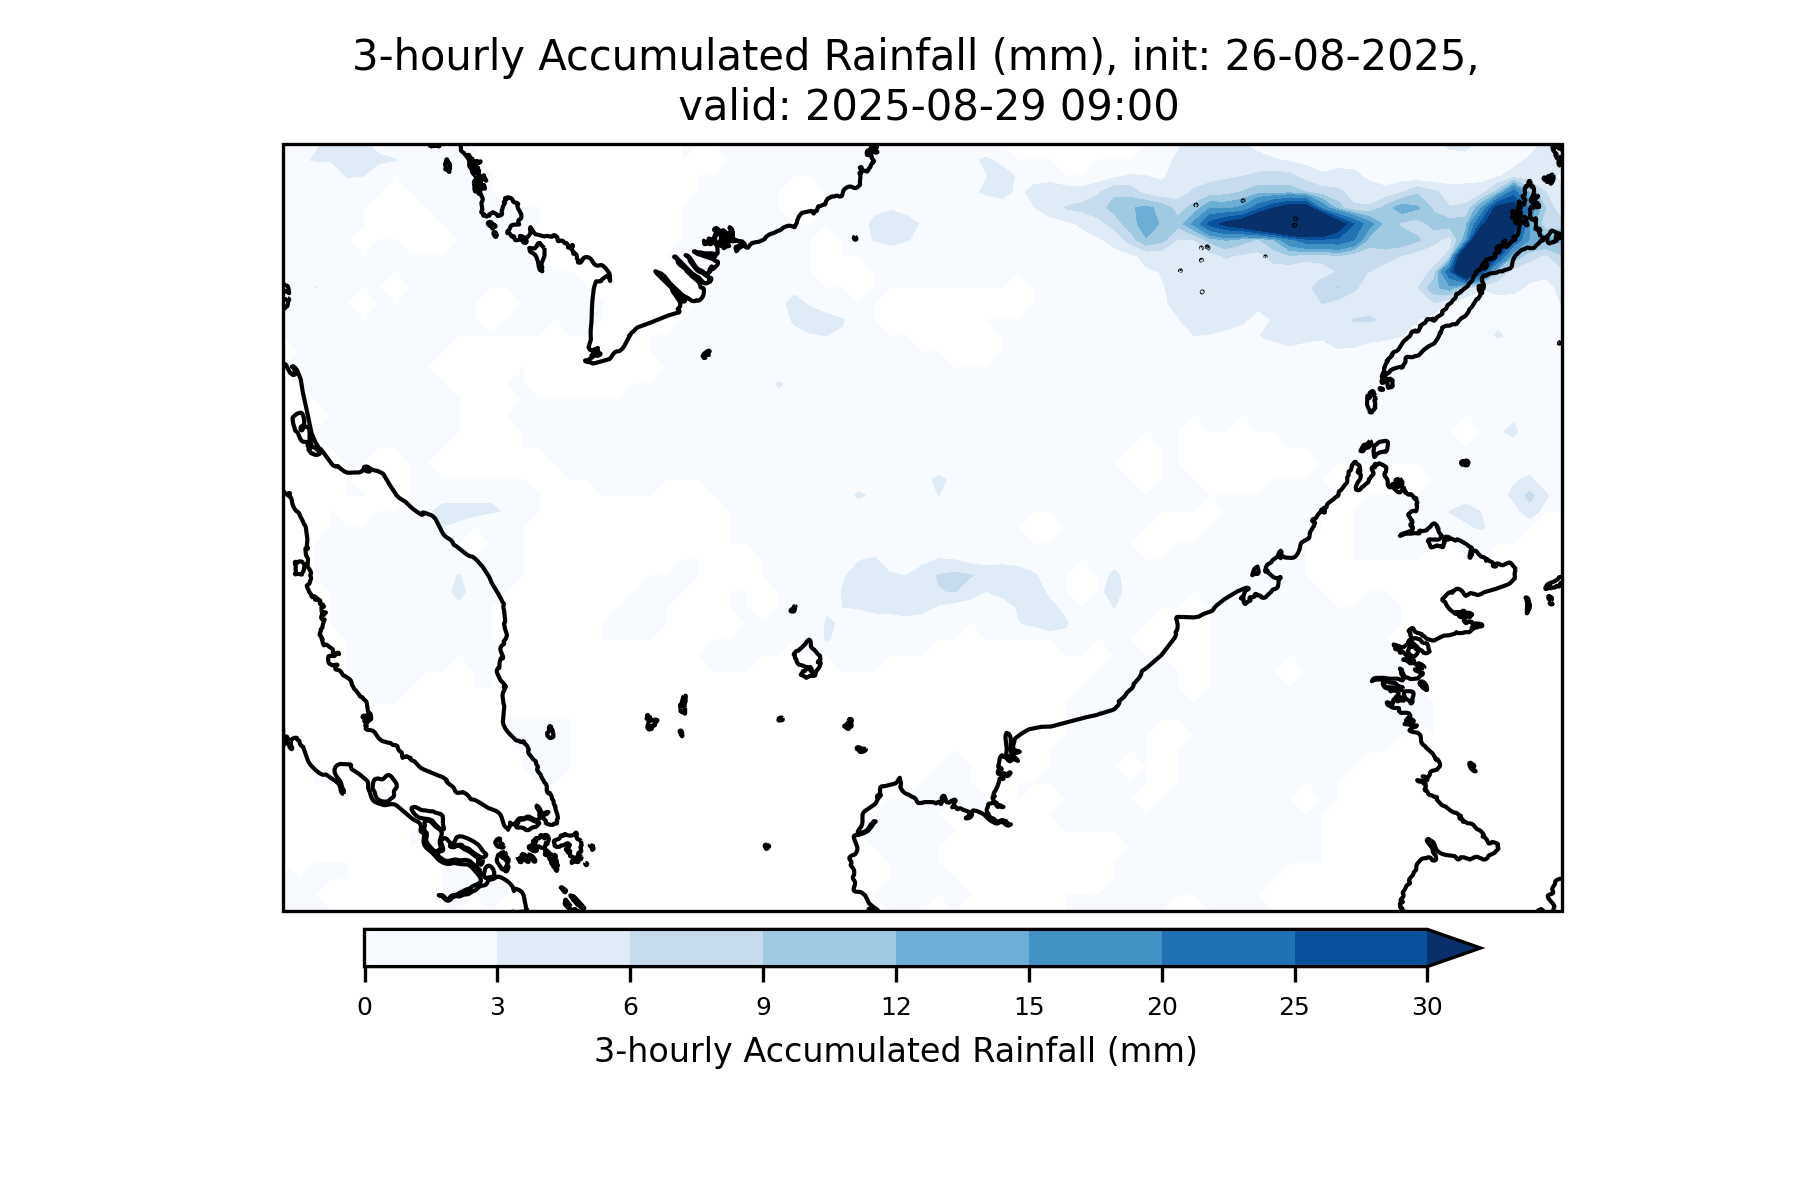 3-hourly Accumulated Rainfall (mm), init: 26-08-2025,
valid: 2025-08-29 09:00
0 3 6 9 12 15 20 25 30
3-hourly Accumulated Rainfall (mm)